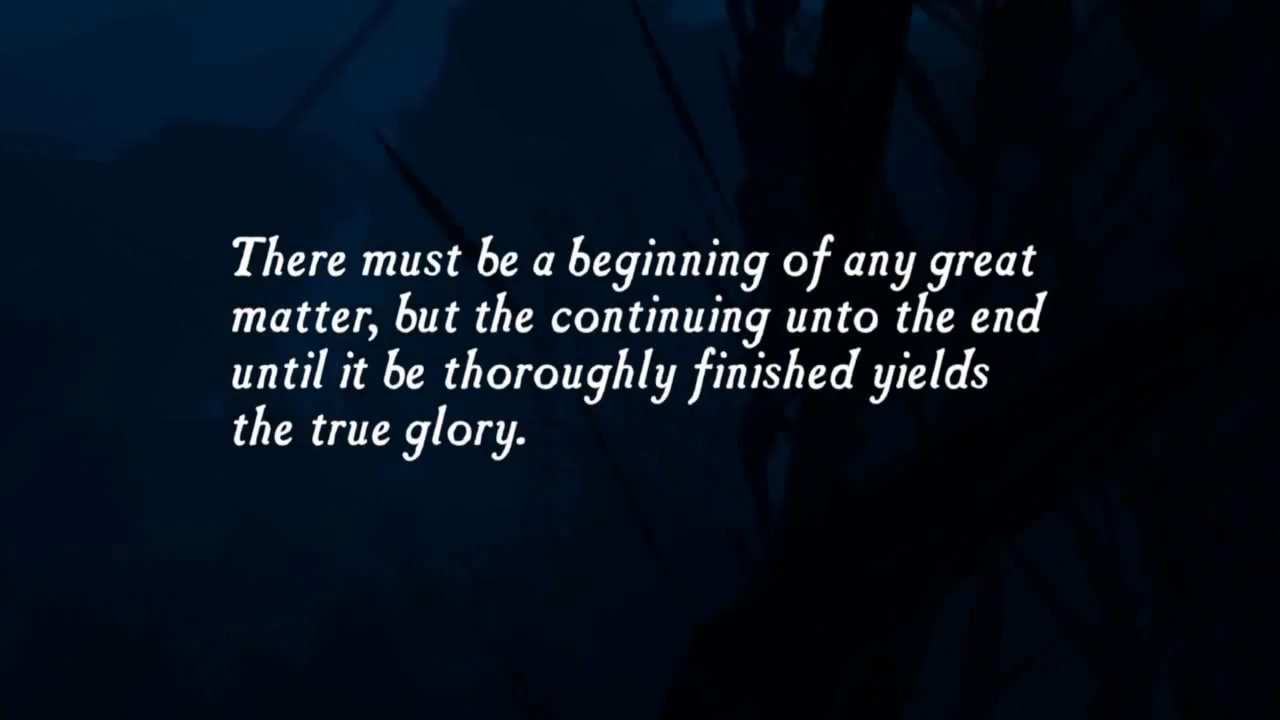 There must be a beginning of any great
matter, but the continuing unto the end
until it be thoroughly finished yields
the true glory.